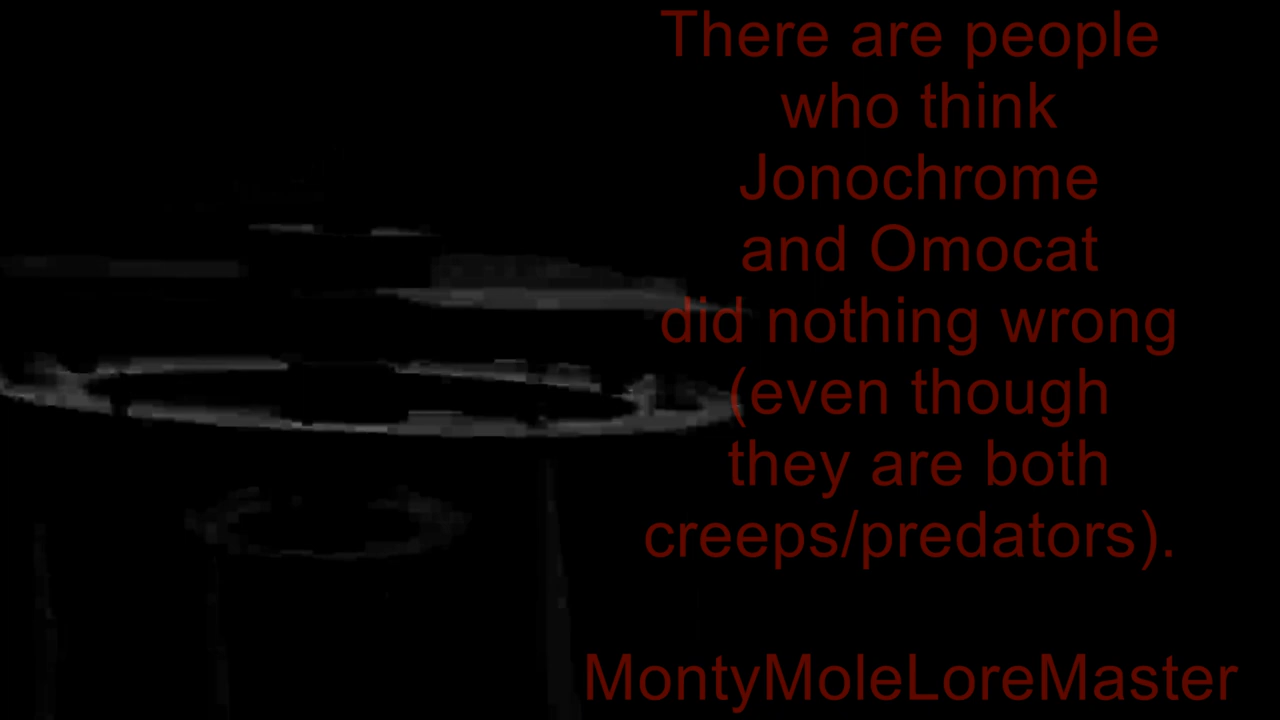 There are people
who think
Jonochrome
and Omocat
did nothing wrong
(even though
they are both
creeps/predators).
MontyMoleLoreMaster